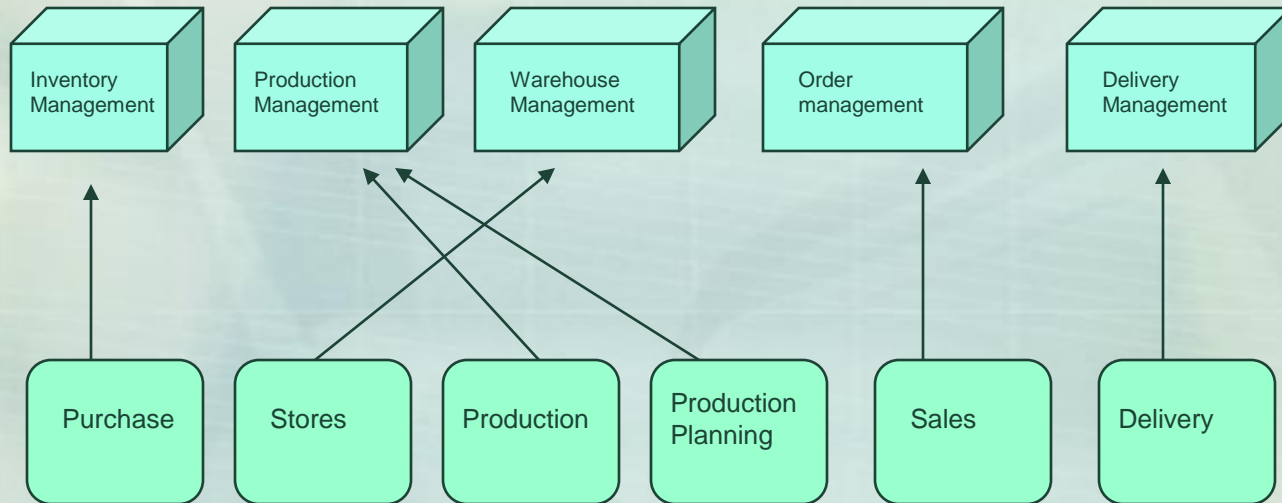 Inventory
Management
Production
Management
Warehouse
Management
Order
management
Delivery
Management
Purchase
Stores
Production
Production
Planning
Sales
Delivery